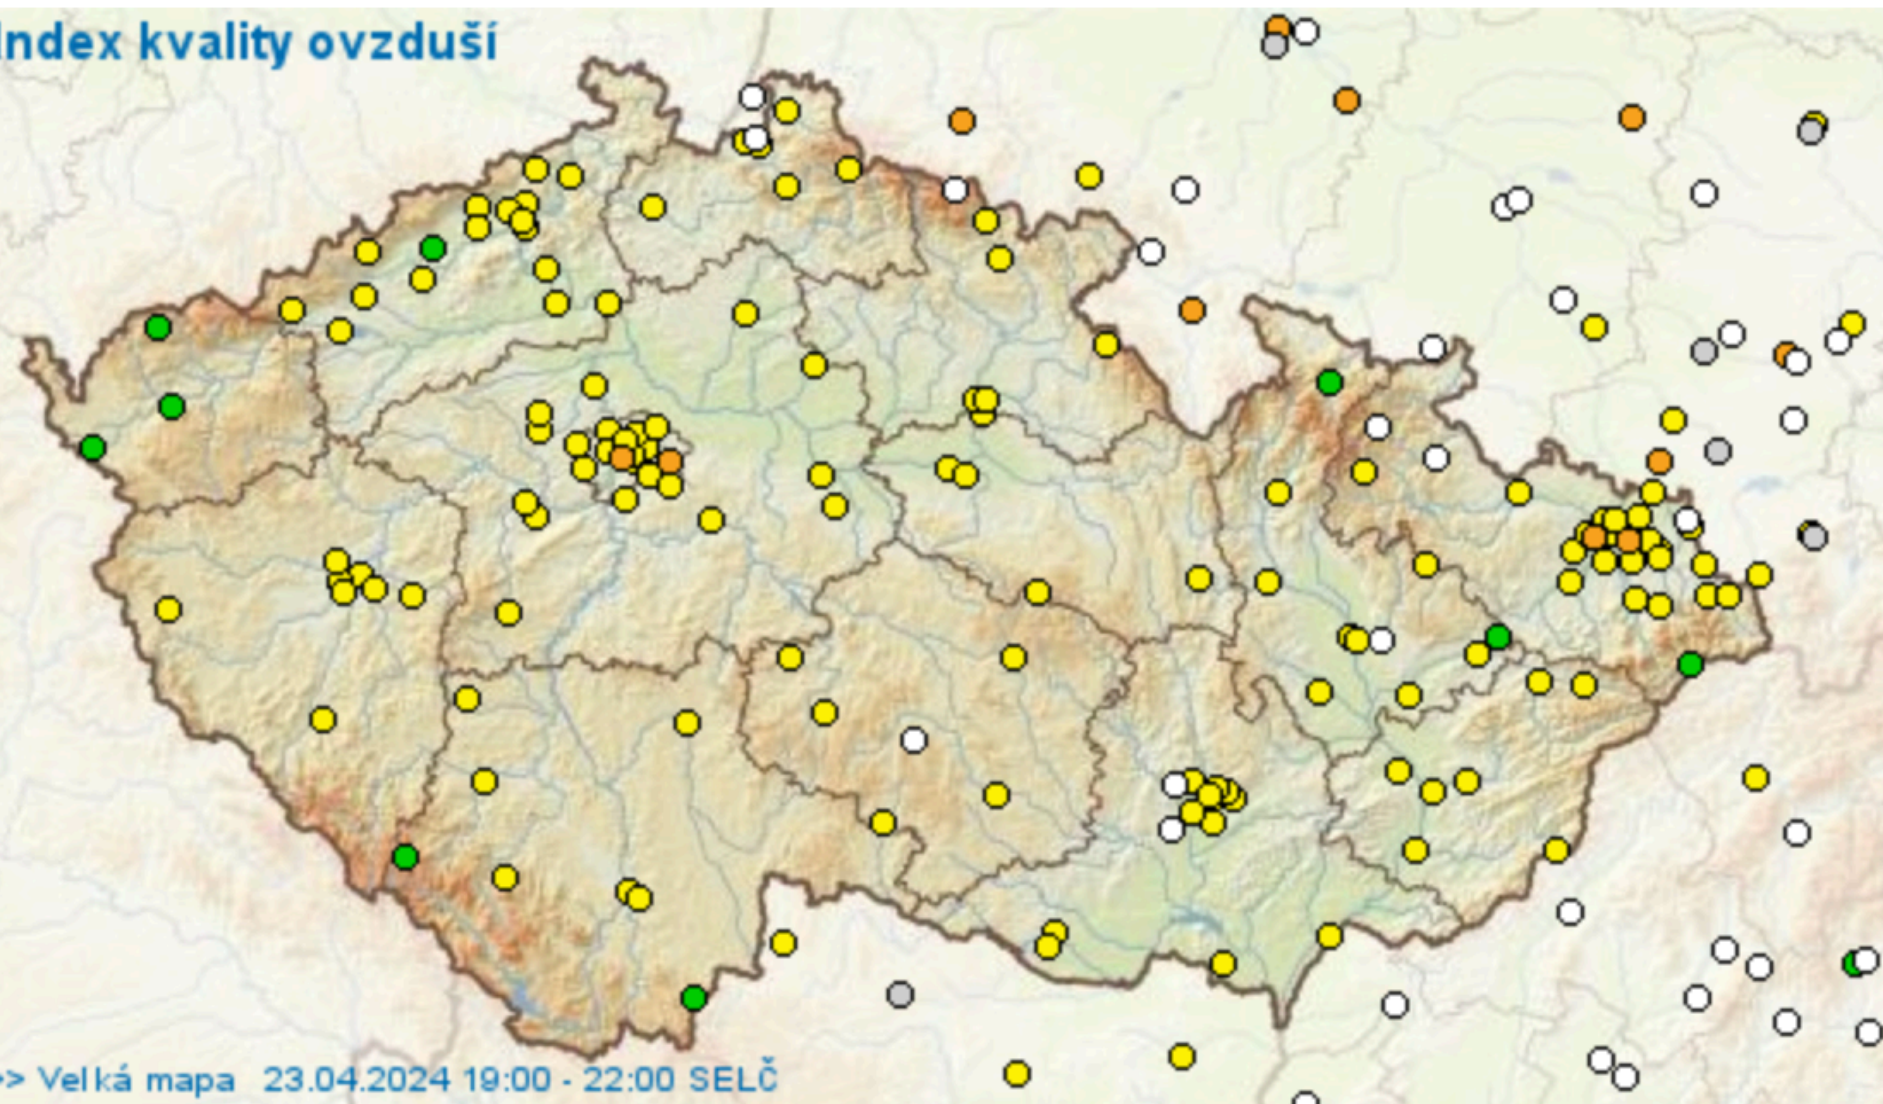 Index kvality ovzduší
>> Velká mapa 23.04.2024 19:00 - 22:00 SELČ